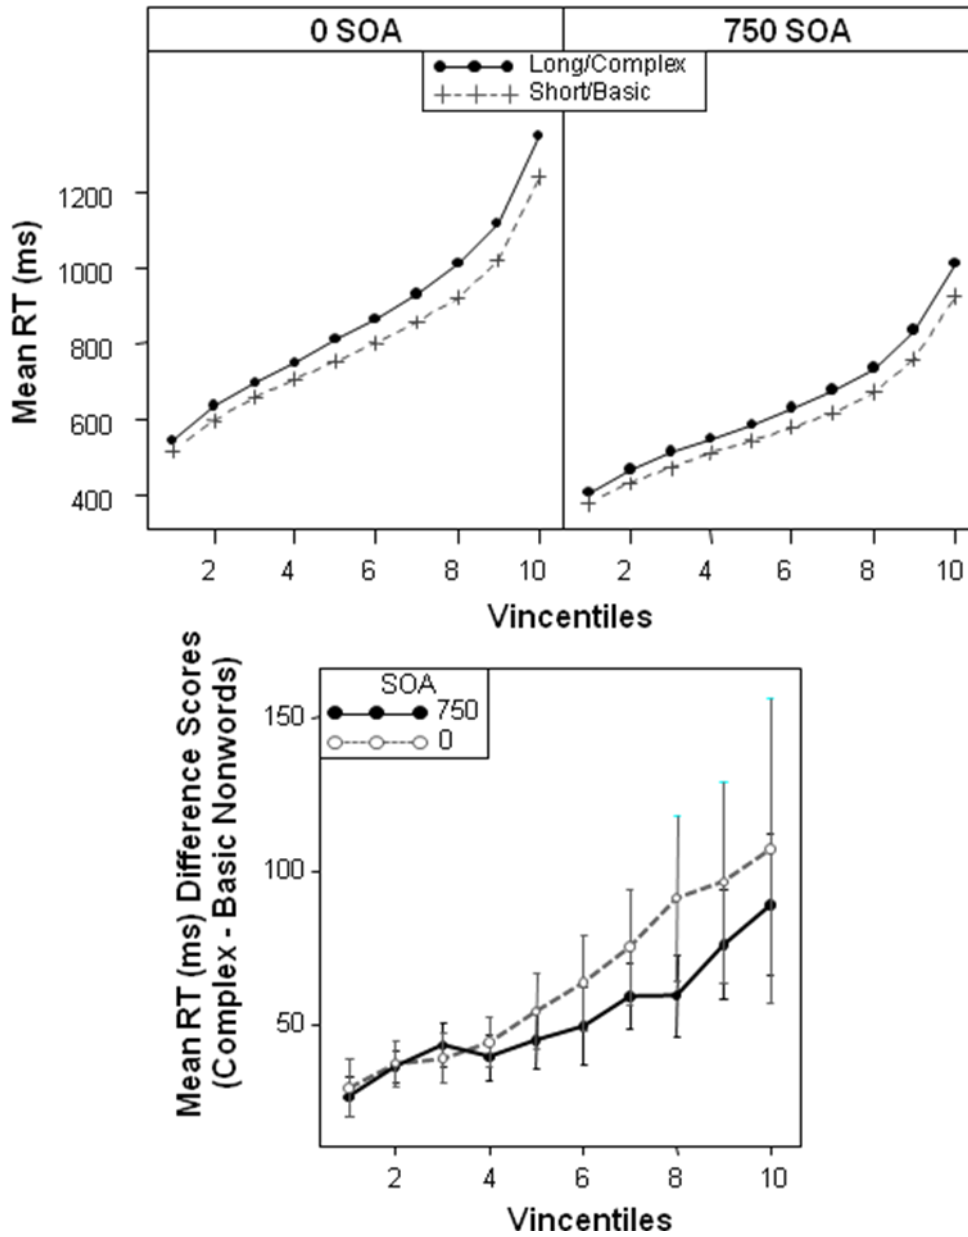 0 SOA
750 SOA
Long/Complex
Short/Basic
Mean RT (ms)
1200
1000
800
600
400
2 4 6 8 10
2 4 6 8 10
Vincentiles
Mean RT (ms) Difference Scores
(Complex - Basic Nonwords)
SOA
750
0
150
100
50
2 4 6 8 10
Vincentiles